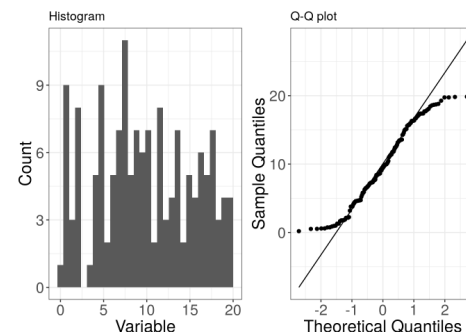 Histogram
Q-Q plot
9
6
3
0
Count
0 5 10 15 20
Variable
20
10
0
Sample Quantiles
-2 -1 0 1 2
Theoretical Quantiles